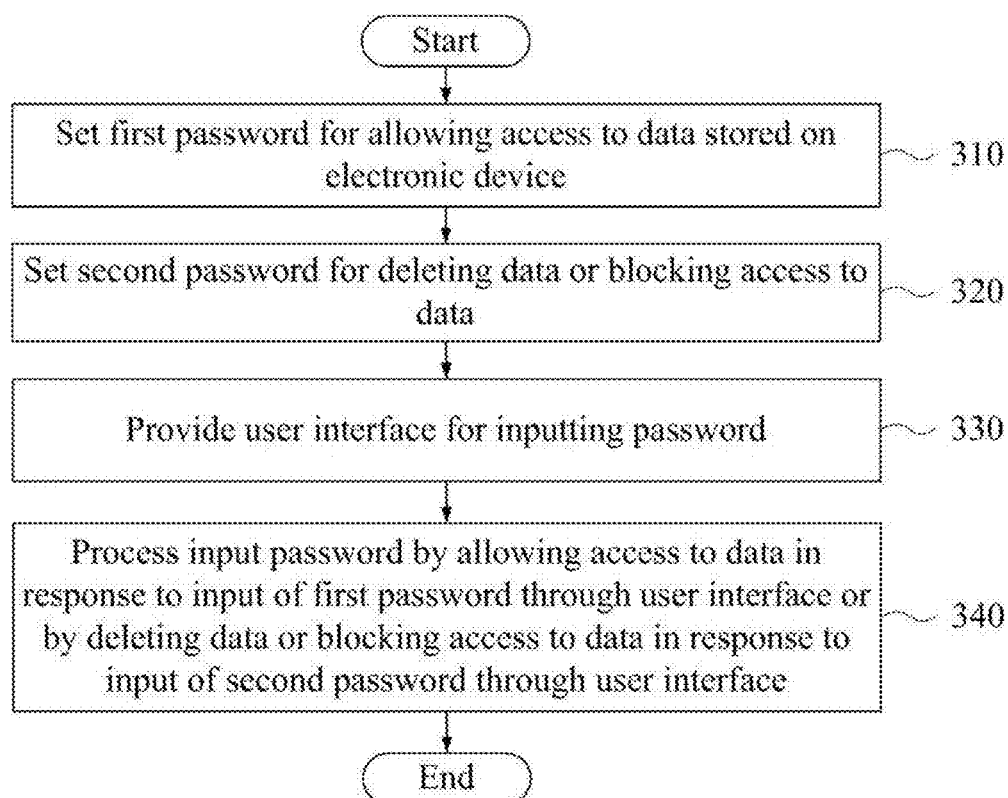 Start
Set first password for allowing access to data stored on
electronic device
310
Set second password for deleting data or blocking access to
data
320
Provide user interface for inputting password
330
Process input password by allowing access to data in
response to input of first password through user interface or
by deleting data or blocking access to data in response to
input of second password through user interface
340
End